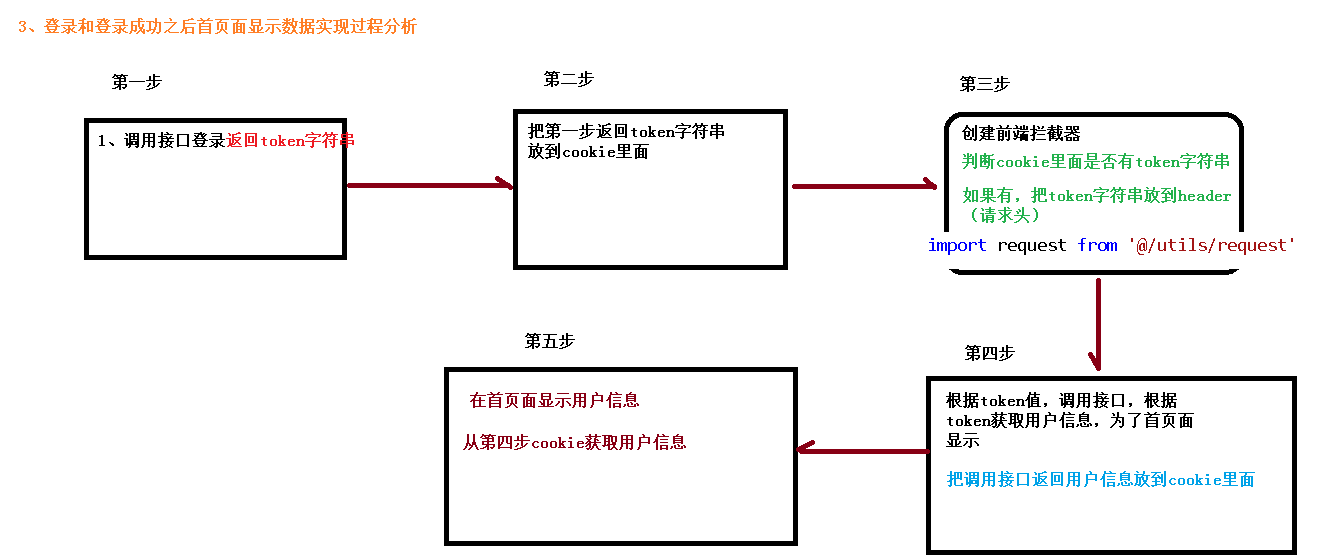 3、登录和登录成功之后首页面显示数据实现过程分析
第一步
1、调用接口登录返回token字符串
第二步
把第一步返回token字符串
放到cookie里面
第三步
创建前端拦截器
判断cookie里面是否有token字符串
如果有，把token字符串放到header
（请求头）
import request from '@/utils/request'
第四步
根据token值，调用接口，根据
token获取用户信息，为了首页面
显示
把调用接口返回用户信息放到cookie里面
第五步
在首页面显示用户信息
从第四步cookie获取用户信息